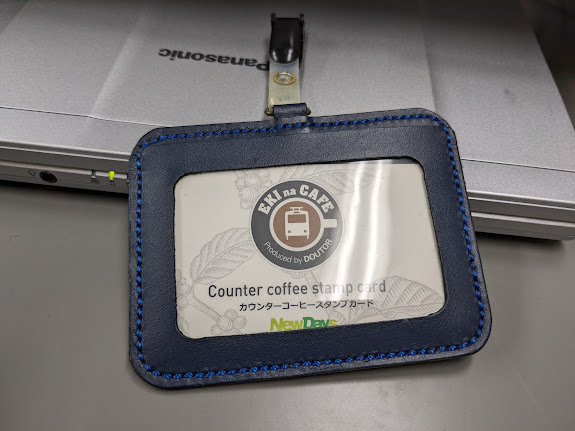 Panasonic
EKI na CAFE
Produced by DOUTOR
Counter coffee stamp card
カウンターコーヒースタンプカード
NewDays